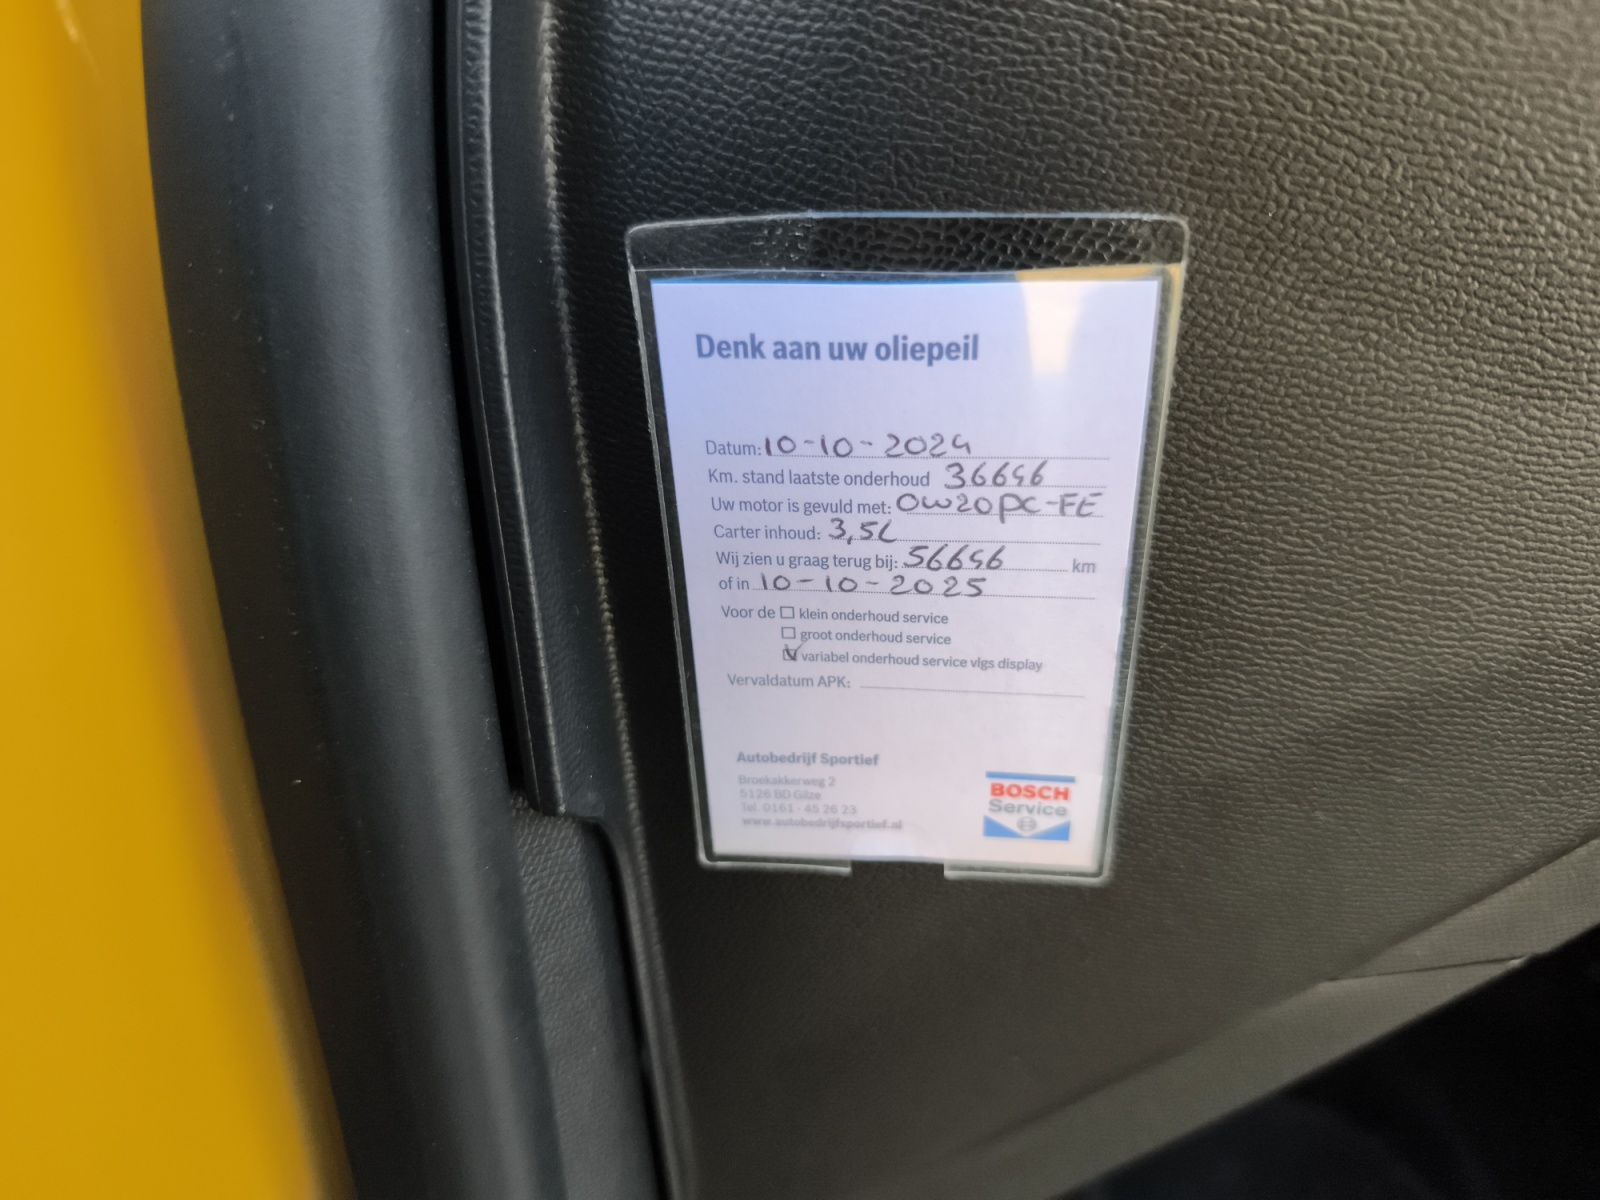 Denk aan uw oliepeil
Datum: 10-10-2024
Km. stand laatste onderhoud 36646
Uw motor is gevuld met: 0W20 PC-FE
Carter inhoud: 3,5L
Wij zien u graag terug bij: 56646 km
of in 10-10-2025
Voor de klein onderhoud service
groot onderhoud service
variabel onderhoud service vlgs display
Vervaldatum APK:
Autobedrijf Sportief
Broekakkerweg 2
5126 BD Gilze
Tel. 0161 - 45 26 23
www.autobedrijfsportief.nl
BOSCH
Service